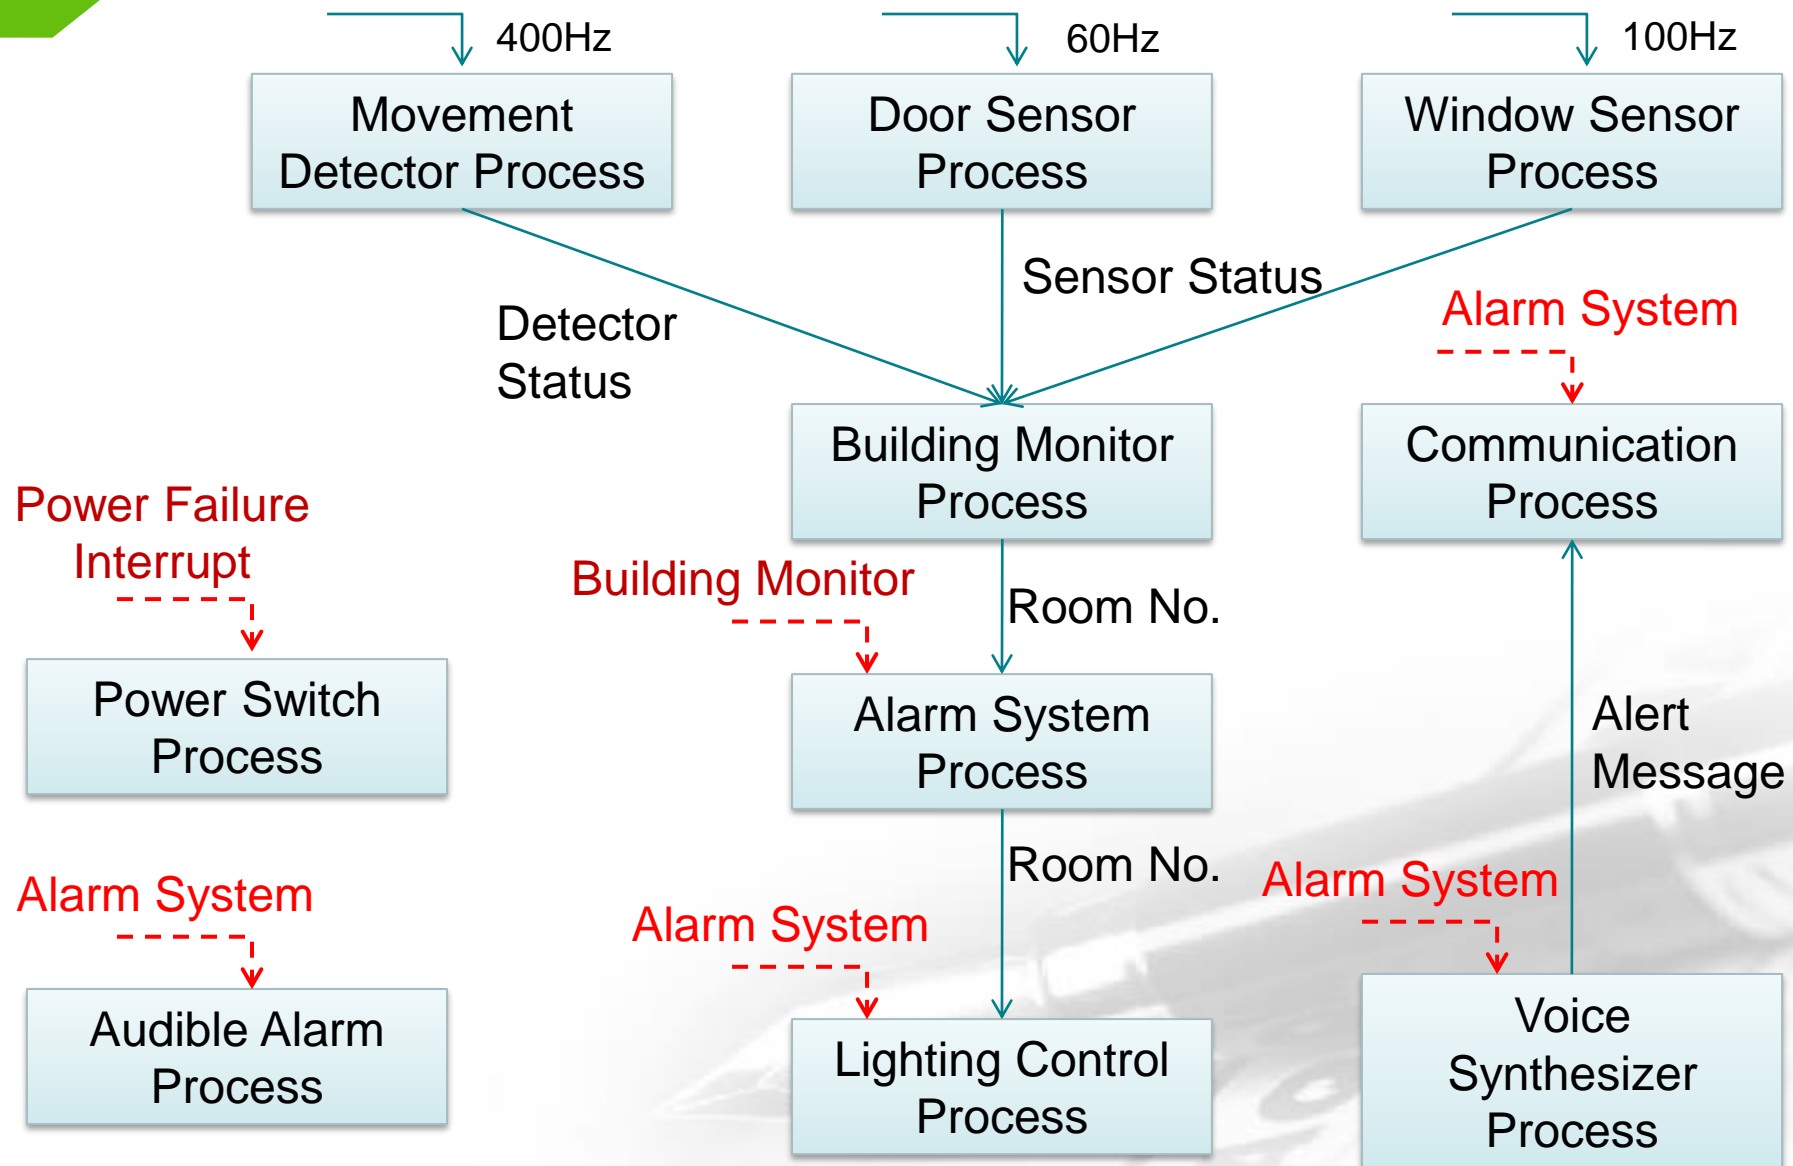 400Hz
60Hz
100Hz
Movement
Detector Process
Door Sensor
Process
Window Sensor
Process
Sensor Status
Detector
Status
Alarm System
Building Monitor
Process
Communication
Process
Power Failure
Interrupt
Building Monitor
Room No.
Power Switch
Process
Alarm System
Process
Alert
Message
Alarm System
Room No.
Alarm System
Alarm System
Audible Alarm
Process
Lighting Control
Process
Voice
Synthesizer
Process